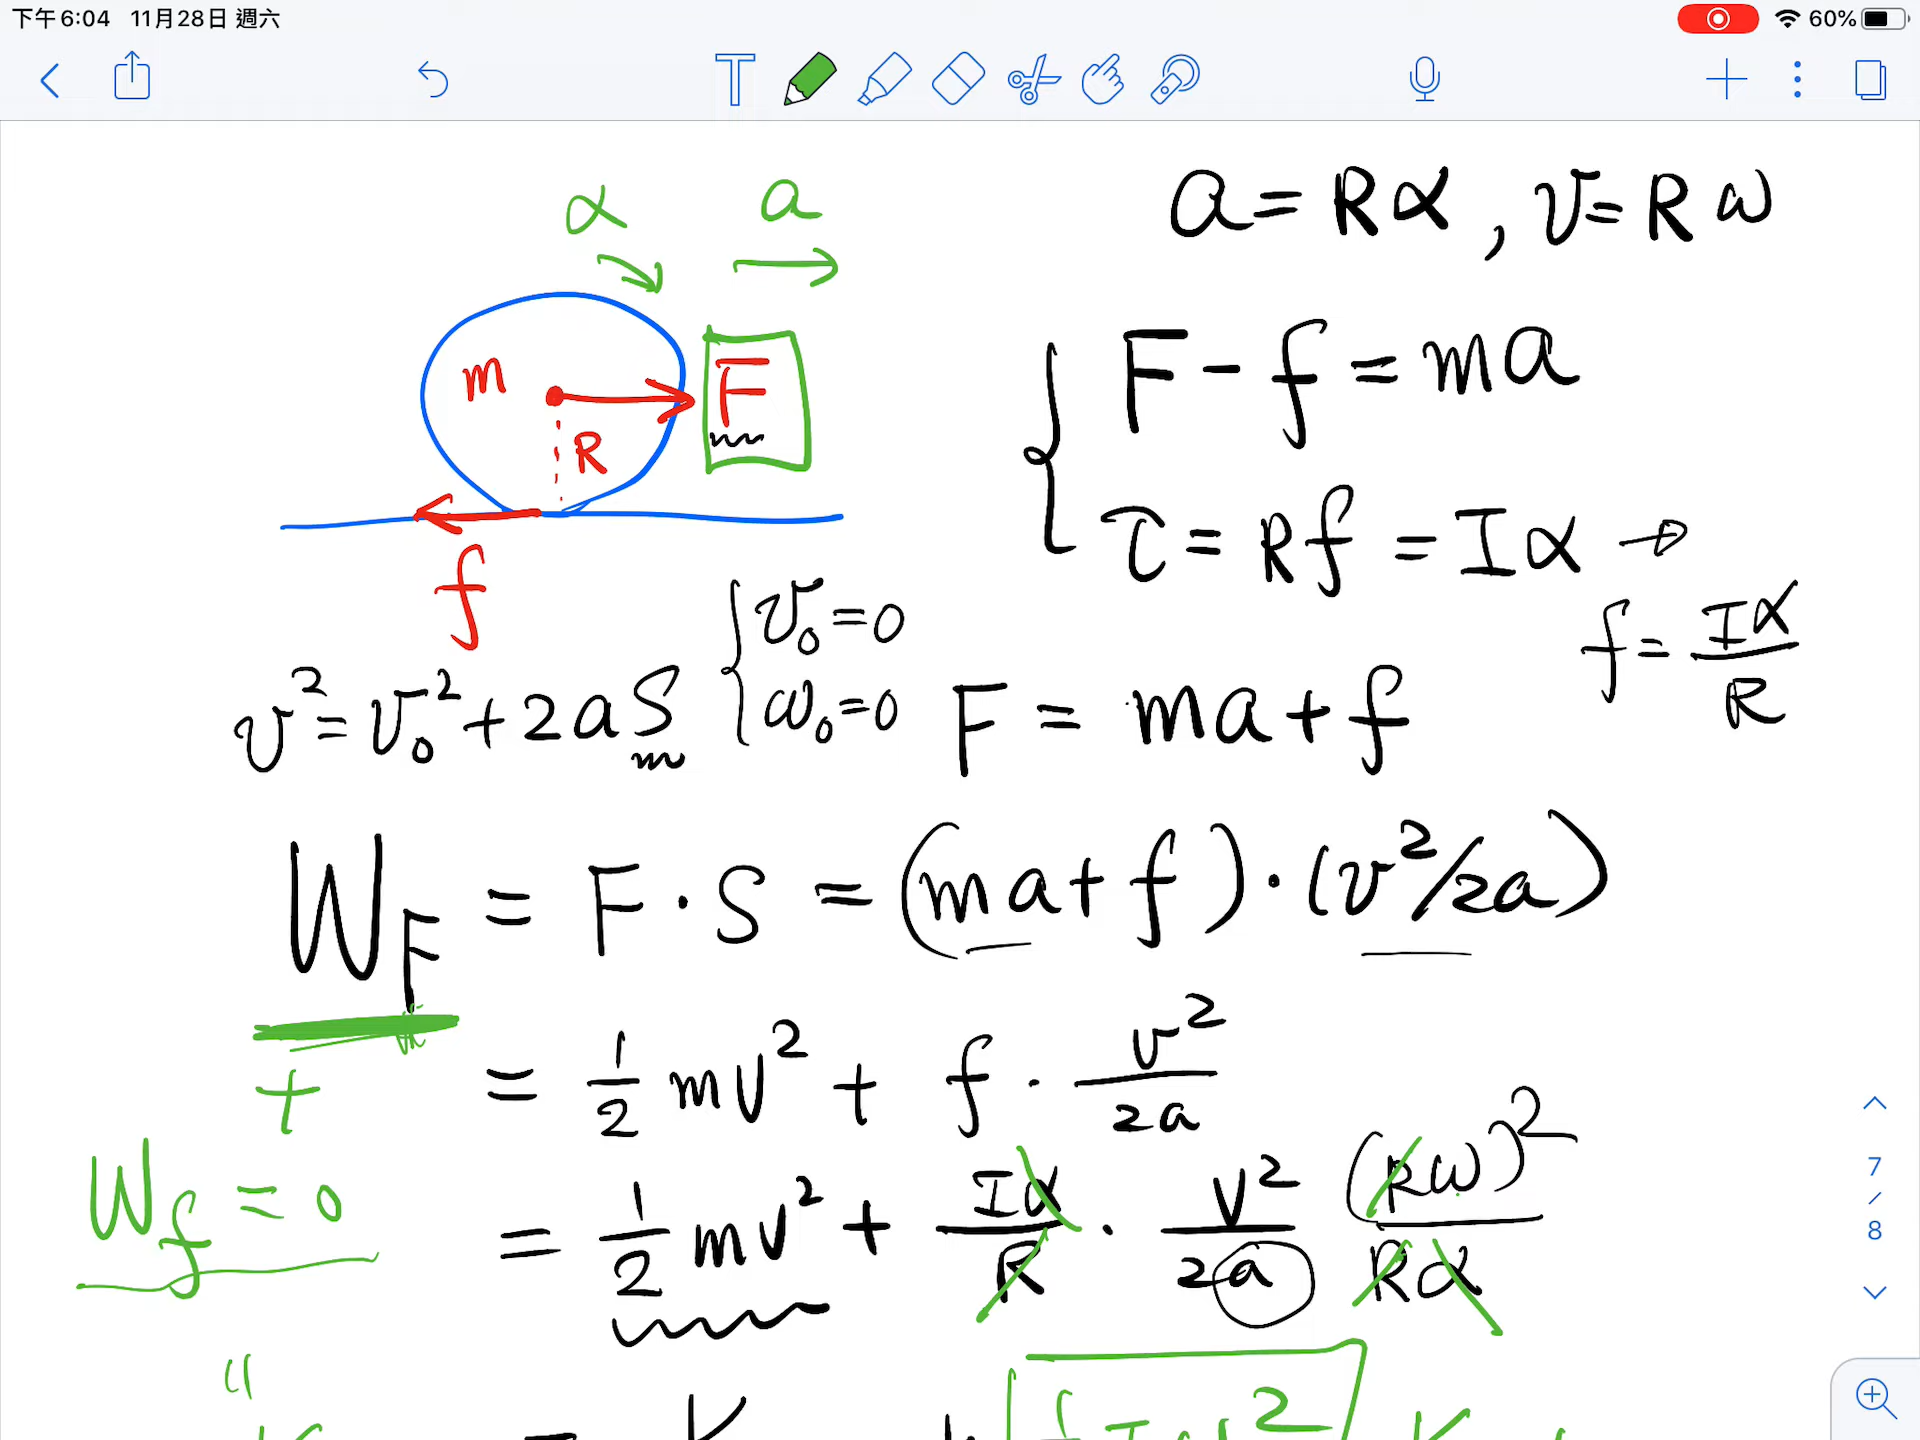 下午6:04 11月28日 週六
60%
α a
a = Rα , v = Rω
m F
R
F - f = ma
τ = Rf = Iα →
f
v₀ = 0
ω₀ = 0
f = Iα/R
v² = v₀² + 2aS
F = ma + f
W_F = F · S = (ma + f) · (v²/2a)
+
= 1/2 mv² + f · v²/2a
W_f = 0
= 1/2 mv² + Iα/R · v²/2a (Rω)²/Rα
7
/
8